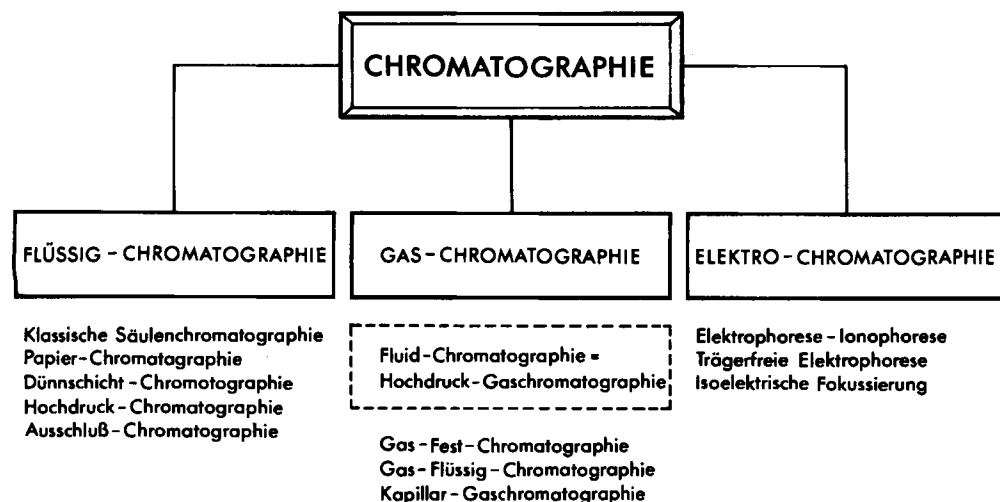 CHROMATOGRAPHIE
FLÜSSIG – CHROMATOGRAPHIE
GAS – CHROMATOGRAPHIE
ELEKTRO – CHROMATOGRAPHIE
Klassische Säulenchromatographie
Papier – Chromatagraphie
Dünnschicht – Chromotographie
Hochdruck – Chromatographie
Ausschluß – Chromatographie
Fluid – Chromatographie =
Hochdruck – Gaschromatographie
Gas – Fest – Chromatographie
Gas – Flüssig – Chromatographie
Kapillar – Gaschromatographie
Elektrophorese – Ionophorese
Trägerfreie Elektrophorese
Isoelektrische Fokussierung